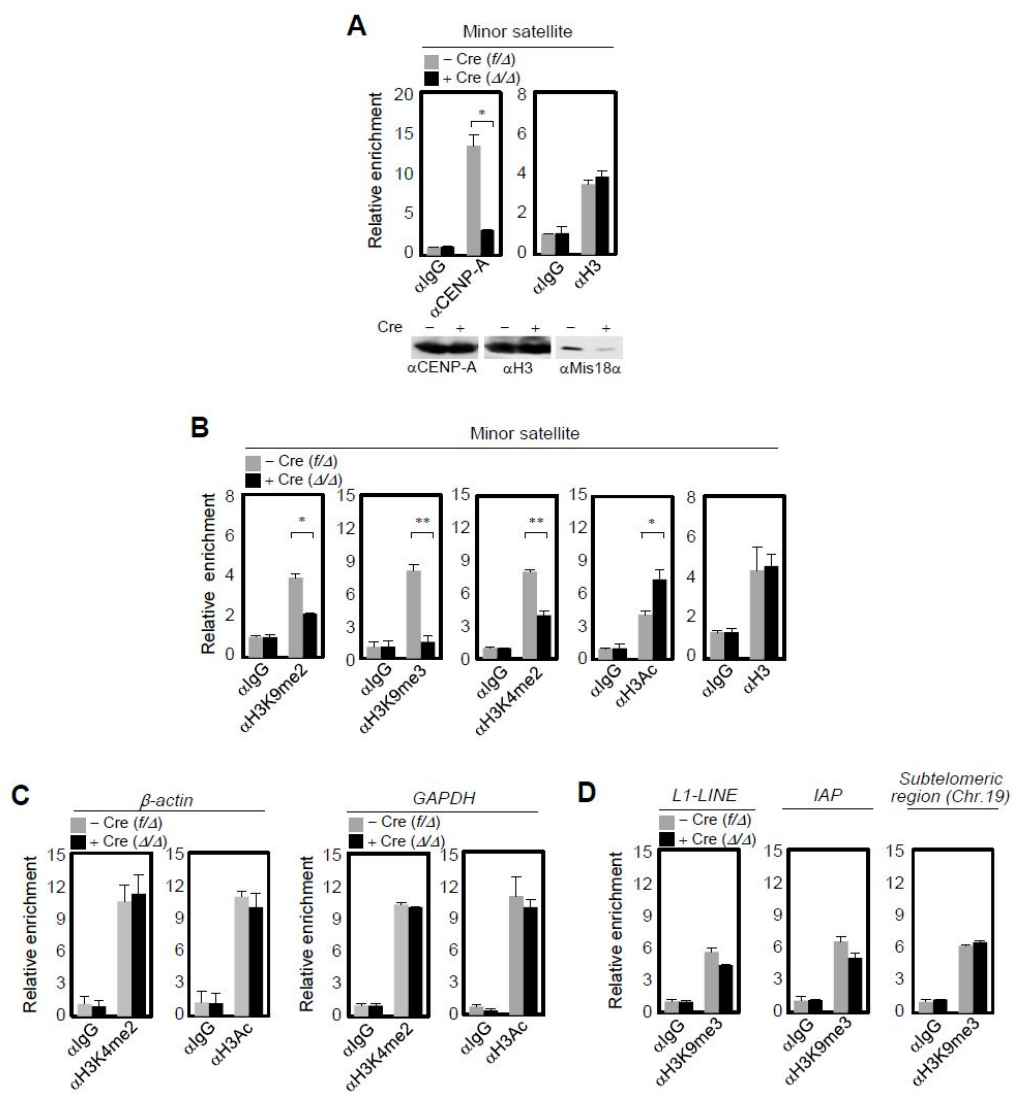 A
Minor satellite
− Cre (f/Δ)
+ Cre (Δ/Δ)
Relative enrichment
20
15
10
5
0
*
αIgG
αCENP-A
8
6
4
2
0
αIgG
αH3
Cre − + − + − +
αCENP-A αH3 αMis18α
B
Minor satellite
− Cre (f/Δ)
+ Cre (Δ/Δ)
Relative enrichment
8
6
4
2
0
*
αIgG
αH3K9me2
15
12
9
6
3
0
**
αIgG
αH3K9me3
15
12
9
6
3
0
**
αIgG
αH3K4me2
15
12
9
6
3
0
*
αIgG
αH3Ac
8
6
4
2
0
αIgG
αH3
C
β-actin
− Cre (f/Δ)
+ Cre (Δ/Δ)
Relative enrichment
15
12
9
6
3
0
αIgG
αH3K4me2
15
12
9
6
3
0
αIgG
αH3Ac
GAPDH
− Cre (f/Δ)
+ Cre (Δ/Δ)
Relative enrichment
15
12
9
6
3
0
αIgG
αH3K4me2
15
12
9
6
3
0
αIgG
αH3Ac
D
L1-LINE
− Cre (f/Δ)
+ Cre (Δ/Δ)
Relative enrichment
15
12
9
6
3
0
αIgG
αH3K9me3
IAP
15
12
9
6
3
0
αIgG
αH3K9me3
Subtelomeric
region (Chr.19)
15
12
9
6
3
0
αIgG
αH3K9me3